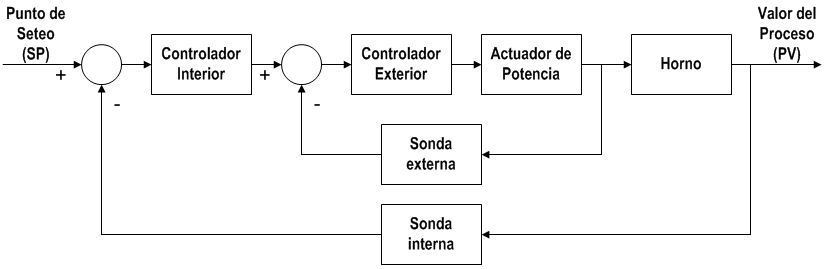 Punto de
Seteo
(SP)
+
-
Controlador
Interior
+
-
Controlador
Exterior
Actuador de
Potencia
Horno
Valor del
Proceso
(PV)
Sonda
externa
Sonda
interna